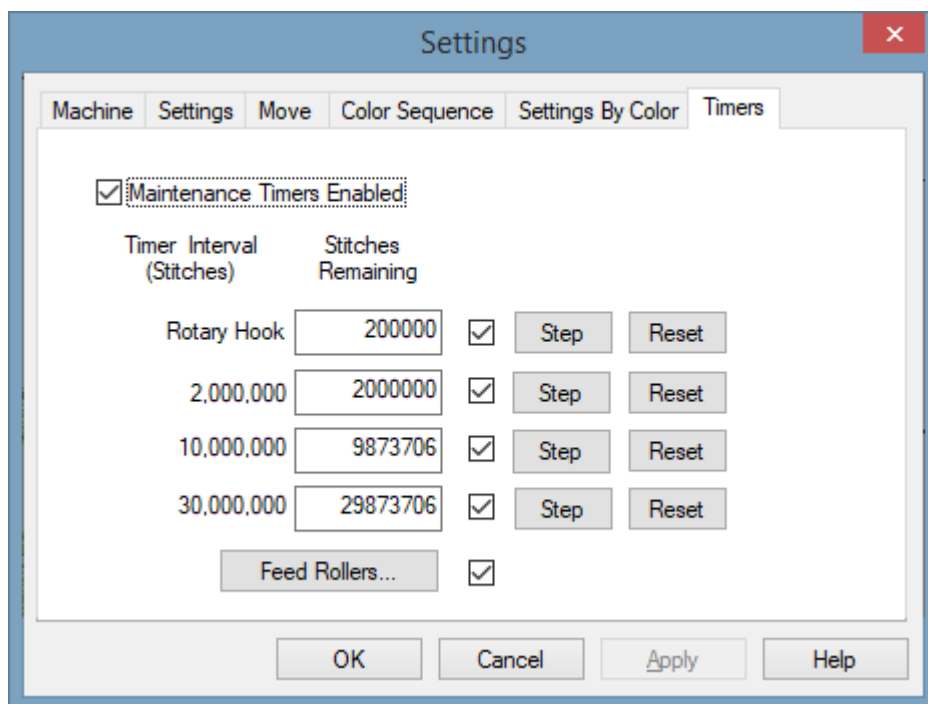 Settings
Machine Settings Move Color Sequence Settings By Color Timers
Maintenance Timers Enabled
Timer Interval Stitches
(Stitches) Remaining
Rotary Hook 200000 Step Reset
2,000,000 2000000 Step Reset
10,000,000 9873706 Step Reset
30,000,000 29873706 Step Reset
Feed Rollers...
OK Cancel Apply Help